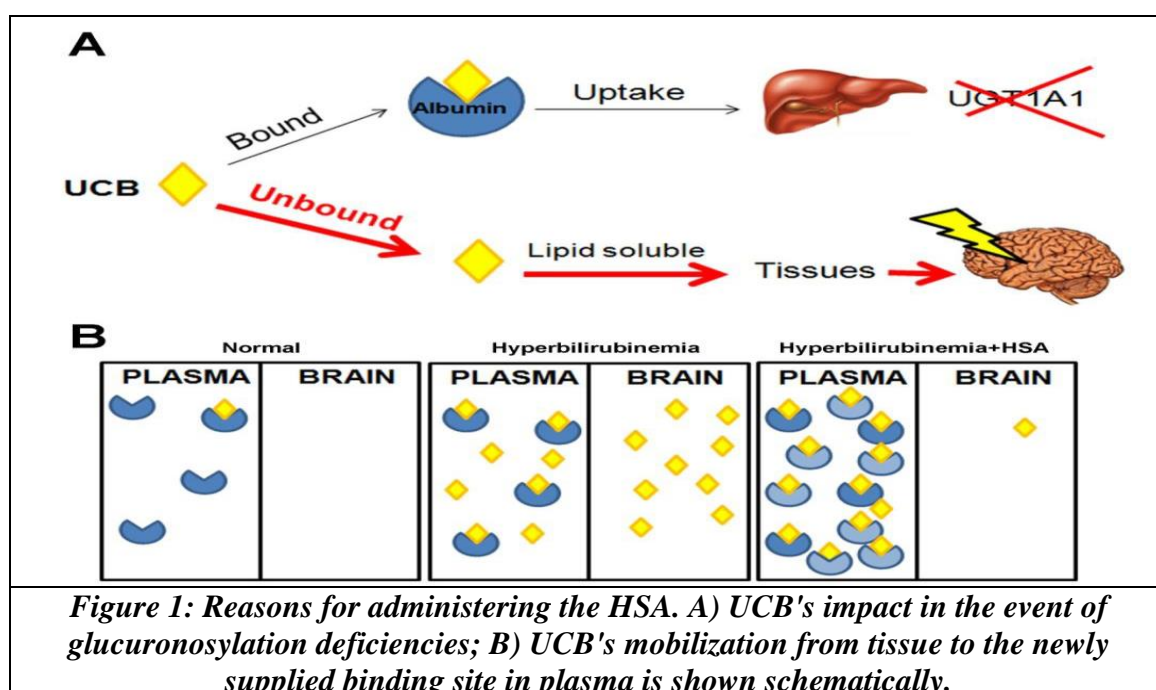 A
Bound
Albumin
Uptake
UGT1A1
UCB
Unbound
Lipid soluble
Tissues
B
Normal
Hyperbilirubinemia
Hyperbilirubinemia+HSA
PLASMA BRAIN
PLASMA BRAIN
PLASMA BRAIN
Figure 1: Reasons for administering the HSA. A) UCB's impact in the event of
glucuronosylation deficiencies; B) UCB's mobilization from tissue to the newly
supplied binding site in plasma is shown schematically.